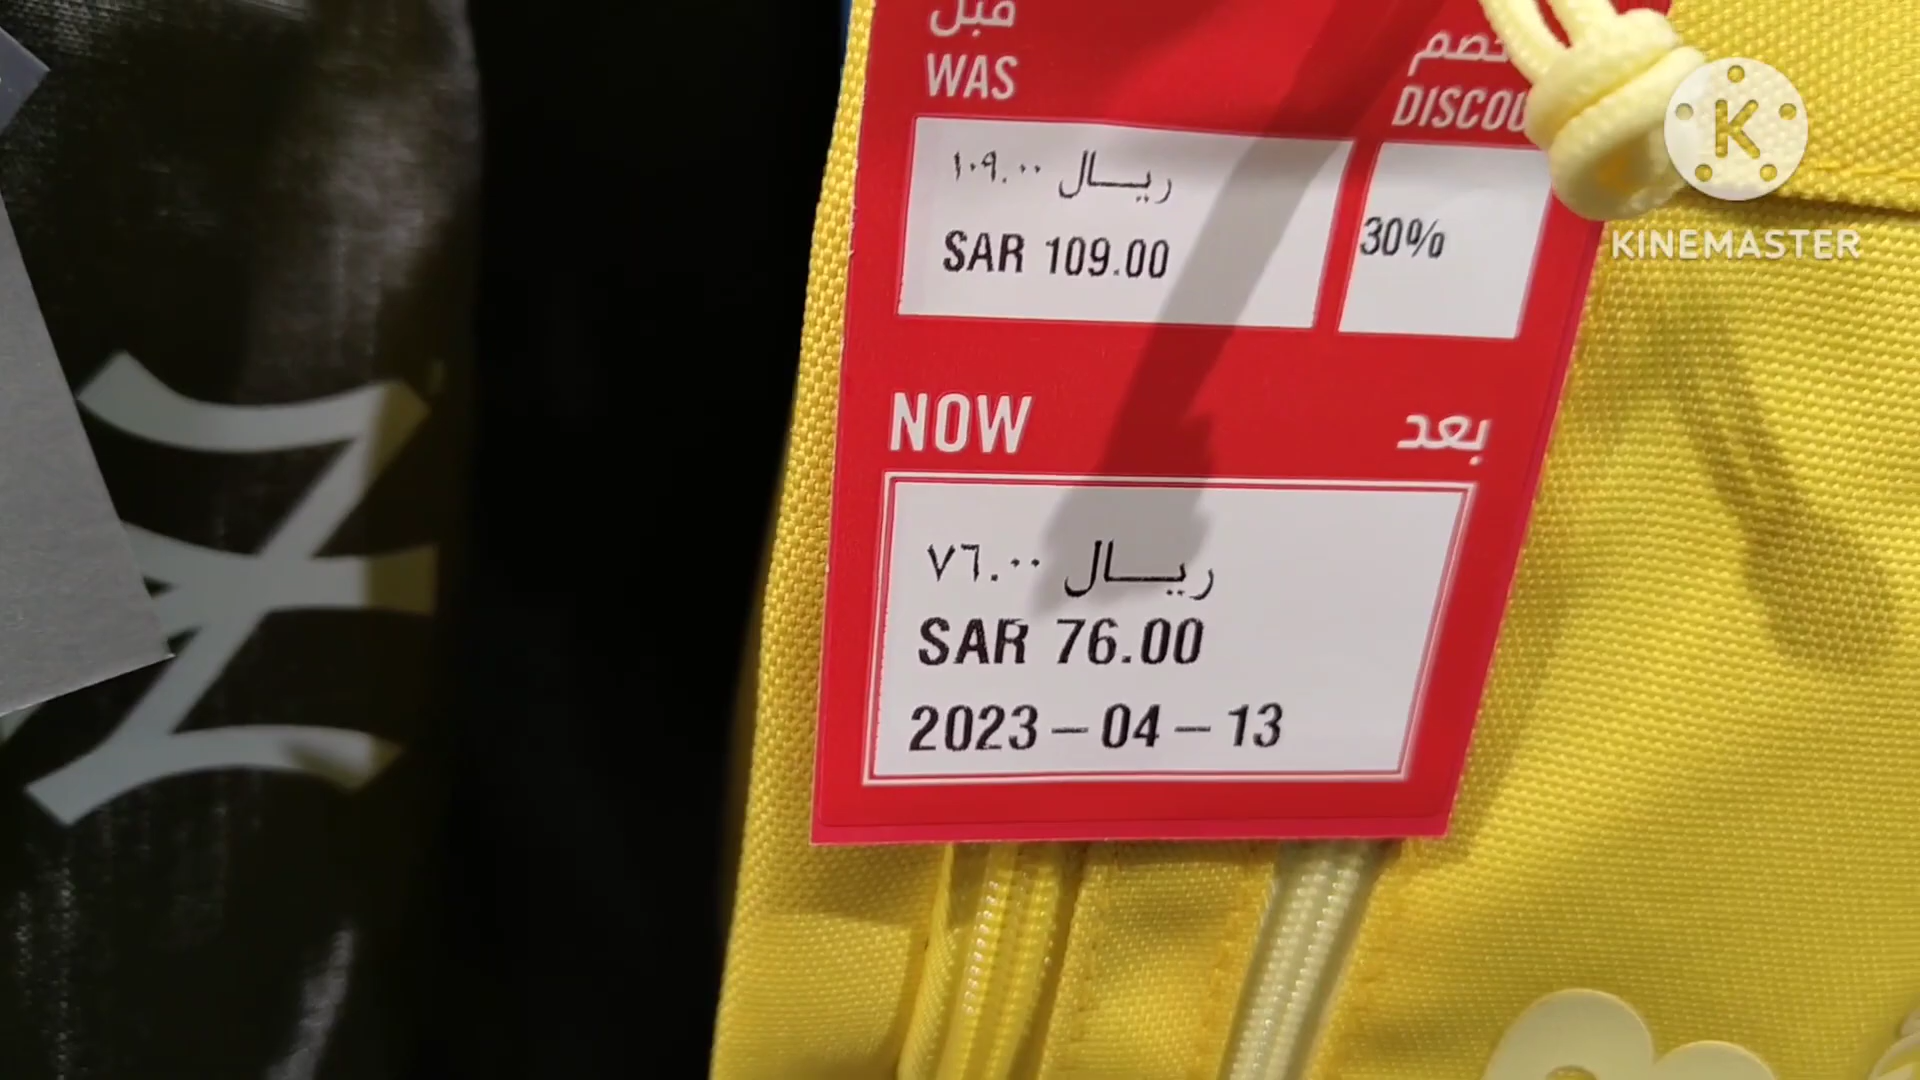 قبل
خصم
WAS
DISCOU
١٠٩.٠٠ ريال
SAR 109.00
30%
NOW
بعد
٧٦.٠٠ ريال
SAR 76.00
2023-04-13
K
KINEMASTER